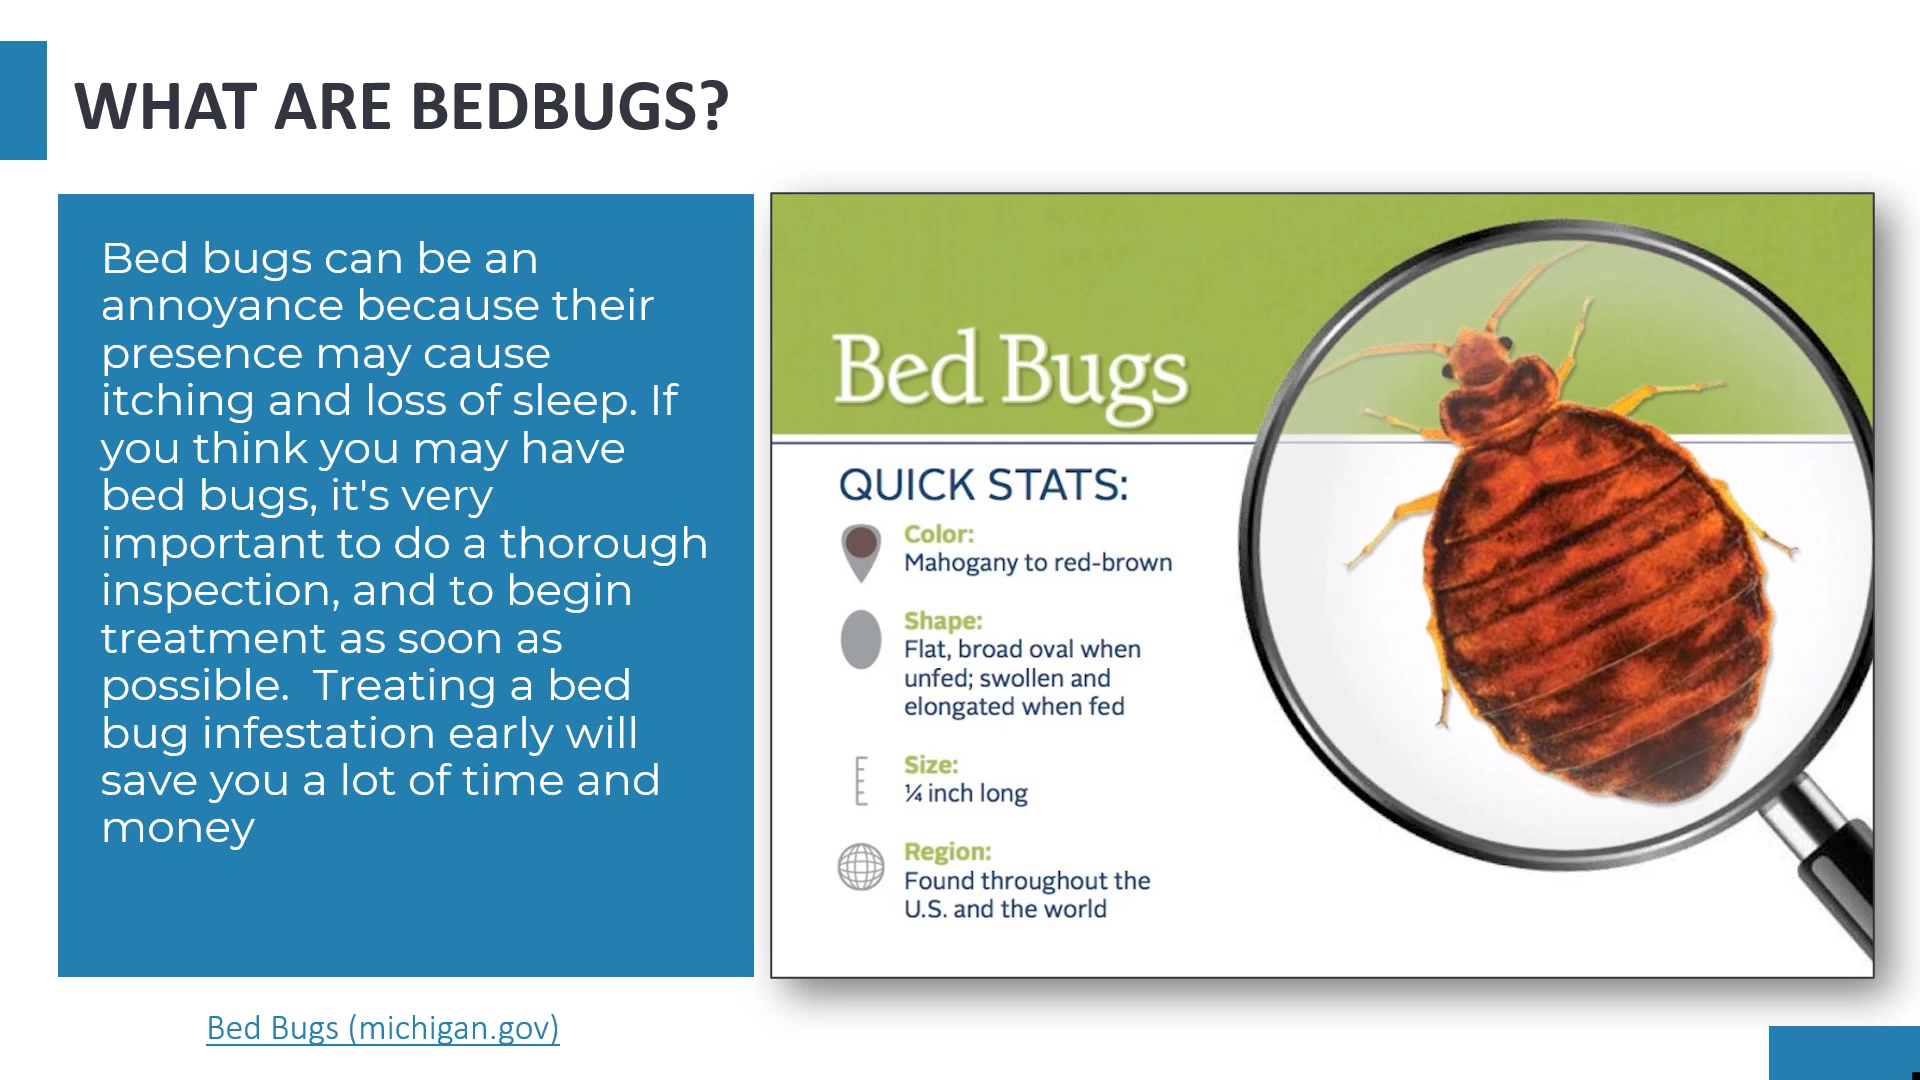 WHAT ARE BEDBUGS?
Bed bugs can be an
annoyance because their
presence may cause
itching and loss of sleep. If
you think you may have
bed bugs, it's very
important to do a thorough
inspection, and to begin
treatment as soon as
possible.  Treating a bed
bug infestation early will
save you a lot of time and
money
Bed Bugs (michigan.gov)
Bed Bugs
QUICK STATS:
Color:
Mahogany to red-brown
Shape:
Flat, broad oval when
unfed; swollen and
elongated when fed
Size:
¼ inch long
Region:
Found throughout the
U.S. and the world